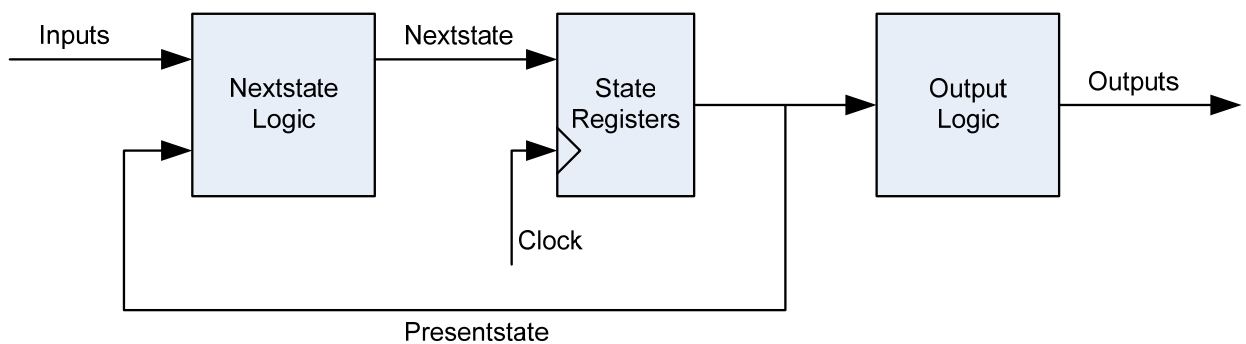 Inputs
Nextstate
Logic
Nextstate
State
Registers
Clock
Output
Logic
Outputs
Presentstate